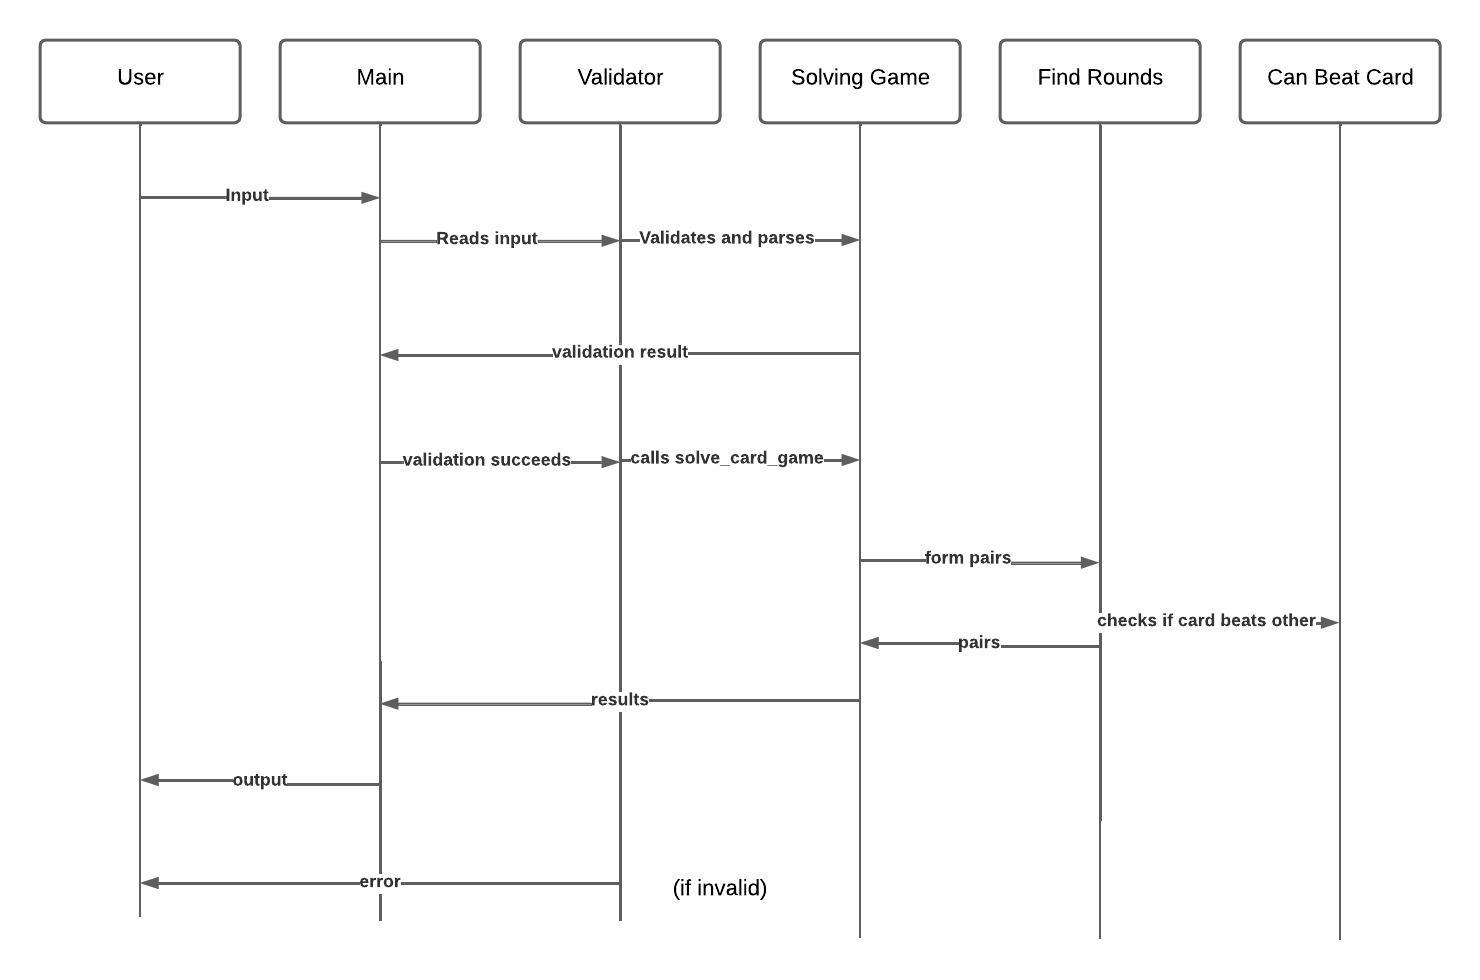 User
Main
Validator
Solving Game
Find Rounds
Can Beat Card
Input
Reads input
Validates and parses
validation result
validation succeeds
calls solve_card_game
form pairs
checks if card beats other
pairs
results
output
error
(if invalid)